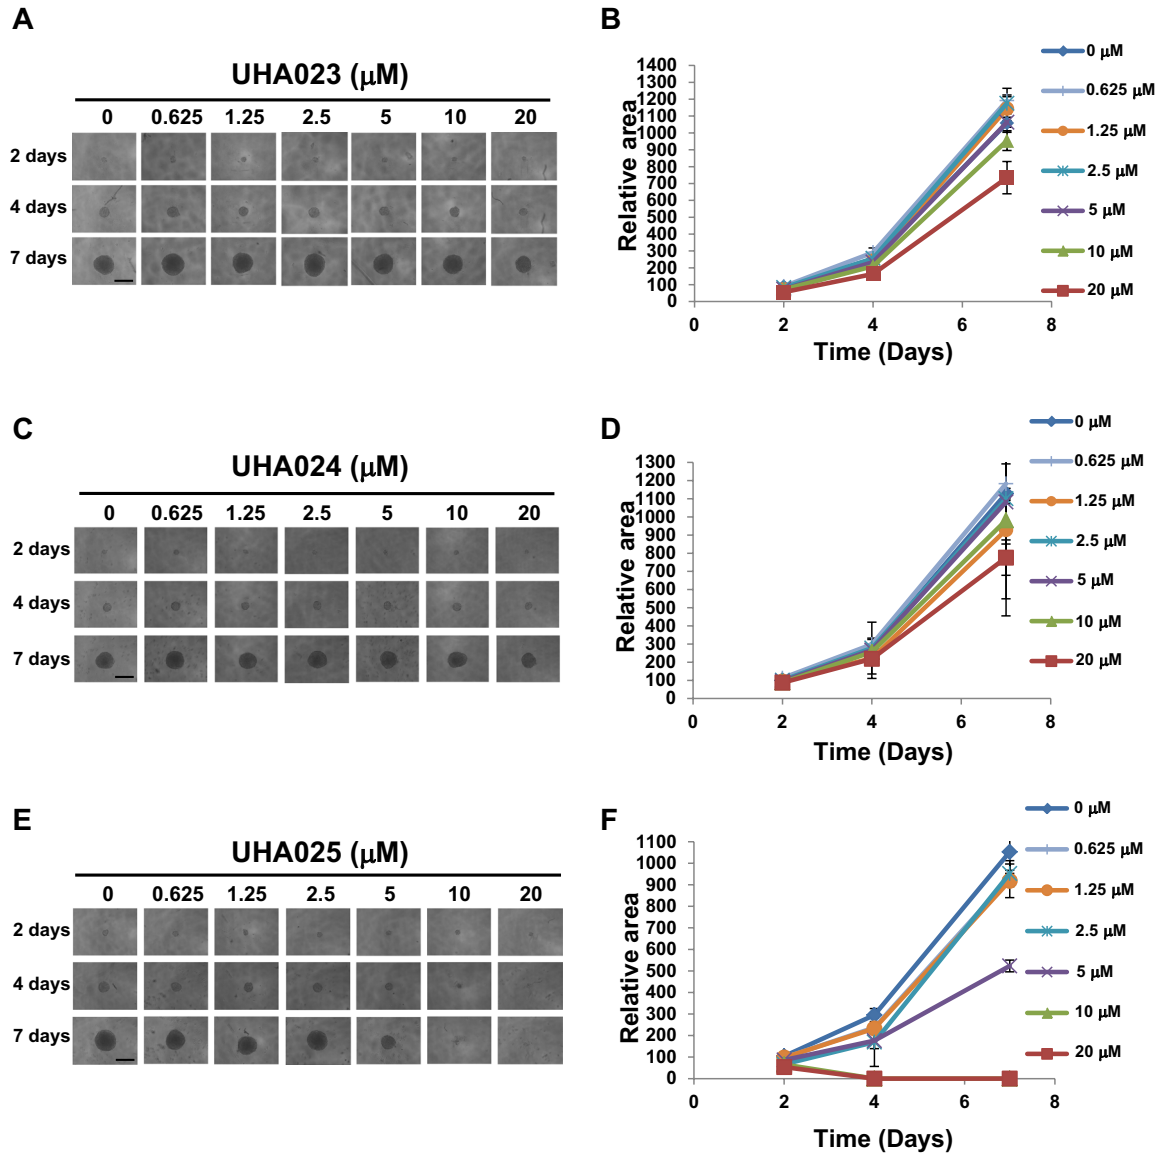 A
UHA023 (μM)
0 0.625 1.25 2.5 5 10 20
2 days
4 days
7 days
B
Relative area
1400
1300
1200
1100
1000
900
800
700
600
500
400
300
200
100
0
0 2 4 6 8
Time (Days)
0 μM
0.625 μM
1.25 μM
2.5 μM
5 μM
10 μM
20 μM
C
UHA024 (μM)
0 0.625 1.25 2.5 5 10 20
2 days
4 days
7 days
D
Relative area
1300
1200
1100
1000
900
800
700
600
500
400
300
200
100
0
0 2 4 6 8
Time (Days)
0 μM
0.625 μM
1.25 μM
2.5 μM
5 μM
10 μM
20 μM
E
UHA025 (μM)
0 0.625 1.25 2.5 5 10 20
2 days
4 days
7 days
F
Relative area
1100
1000
900
800
700
600
500
400
300
200
100
0
0 2 4 6 8
Time (Days)
0 μM
0.625 μM
1.25 μM
2.5 μM
5 μM
10 μM
20 μM